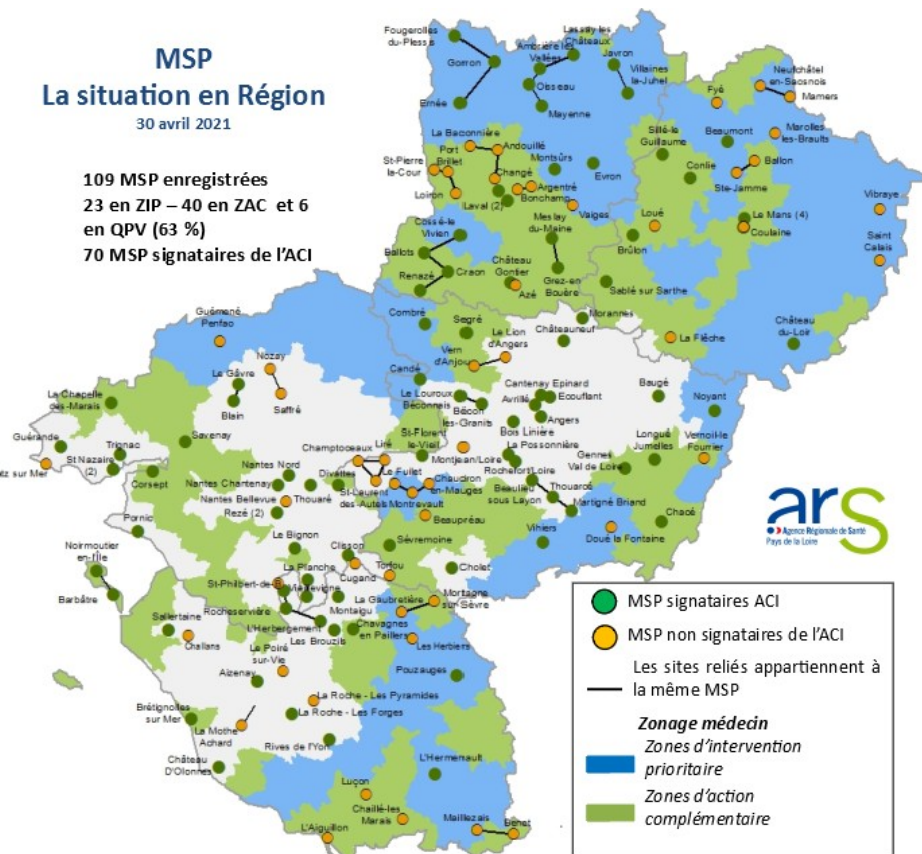 MSP
La situation en Région
30 avril 2021
109 MSP enregistrées
23 en ZIP – 40 en ZAC et 6
en QPV (63 %)
70 MSP signataires de l'ACI
Fougerolles
du-Plessis
Gorron
Ernée
Lassay-les
Châteaux
Ambrière les
Vallées
Javron
Villaines
la-Juhel
Oisseau
Mayenne
Neufchâtel
en-Saosnois
Fyé
Mamers
La Baconnière
Andouillé
Port
Brillet
St-Pierre
la-Cour
Loiron
Changé
Montsûrs
Evron
Argentré
Bonchamp
Laval (2)
Vaiges
Sillé-le
Guillaume
Beaumont
Marolles
les-Braults
Conlie
Ballon
Ste-Jamme
Le Mans (4)
Coulaine
Vibraye
Saint
Calais
Loué
Brûlon
Cossé-le
Vivien
Meslay
du-Maine
Ballots
Renazé
Craon
Château
Gontier
Azé
Grez-en
Bouère
Sablé sur Sarthe
La Flêche
Château
du-Loir
Guémené
Penfao
Combré
Segré
Le Lion
d'Angers
Châteauneuf
Morannes
Vern
d'Anjou
Candé
Nozay
Le Gâvre
Blain
Saffré
Le Louroux
Béconnais
Bécon
les-Granits
Cantenay Epinard
Avrillé
Ecouflant
Angers
Bois Linière
Baugé
Noyant
La Chapelle
des-Marais
Guérande
Trignac
St Nazaire
(2)
tz sur Mer
Savenay
Corsept
Champtoceaux
Liré
St-Florent
le-Vieil
Montjean/Loire
La Possonnière
Rochefort/Loire
Gennes
Val de Loire
Longué
Jumelles
Vernoil-le
Fourrier
Nantes Nord
Nantes Chantenay
Divattes
Nantes Bellevue
Thouaré
Rezé (2)
St-Laurent
des-Autels
Le Fuilet
Montrevault
Chaudron
en-Mauges
Beaulieu
sous Layon
Thouarcé
Martigné Briand
Beaupréau
Vihiers
Doué la Fontaine
Chacé
Pornic
Noirmoutier
en-l'Île
Barbâtre
Le Bignon
Clisson
La Planche
Cugand
Torfou
Sèvremoine
Cholet
St-Philbert-de-B
Vieillevigne
Rocheservière
Montaigu
La Gaubretière
Mortagne
sur-Sèvre
L'Herbergement
Les Brouzils
Chavagnes
en Paillers
Les Herbiers
Sallertaine
Challans
Le Poiré
sur-Vie
Aizenay
Pouzauges
La Roche - Les Pyramides
La Roche - Les Forges
Brétignolles
sur Mer
La Mothe
Achard
Rives de l'Yon
Château
D'Olonnes
L'Hermenault
Luçon
Chaillé-les
Marais
L'Aiguillon
Maillezais
Benet
ars
Agence Régionale de Santé
Pays de la Loire
MSP signataires ACI
MSP non signataires de l'ACI
Les sites reliés appartiennent à
la même MSP
Zonage médecin
Zones d'intervention
prioritaire
Zones d'action
complémentaire